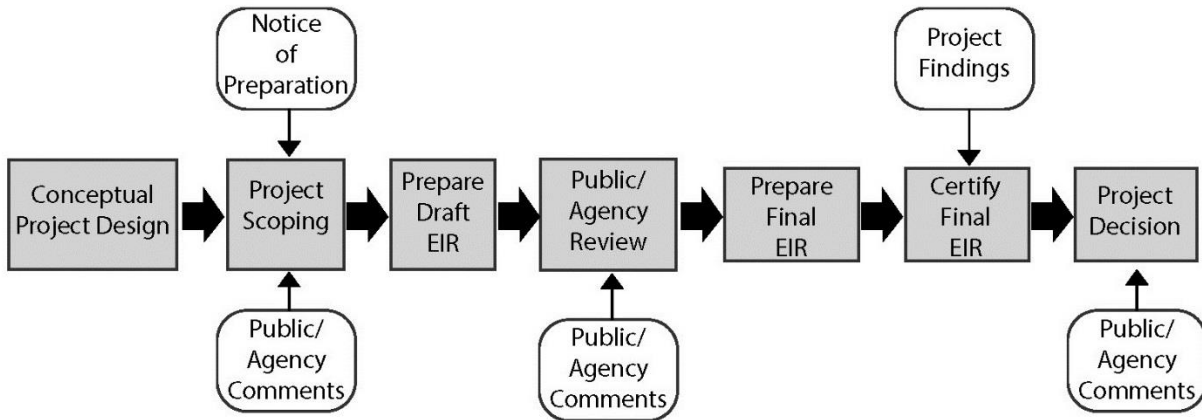 Notice
of
Preparation
Project
Findings
Conceptual
Project Design
Project
Scoping
Prepare
Draft
EIR
Public/
Agency
Review
Prepare
Final
EIR
Certify
Final
EIR
Project
Decision
Public/
Agency
Comments
Public/
Agency
Comments
Public/
Agency
Comments